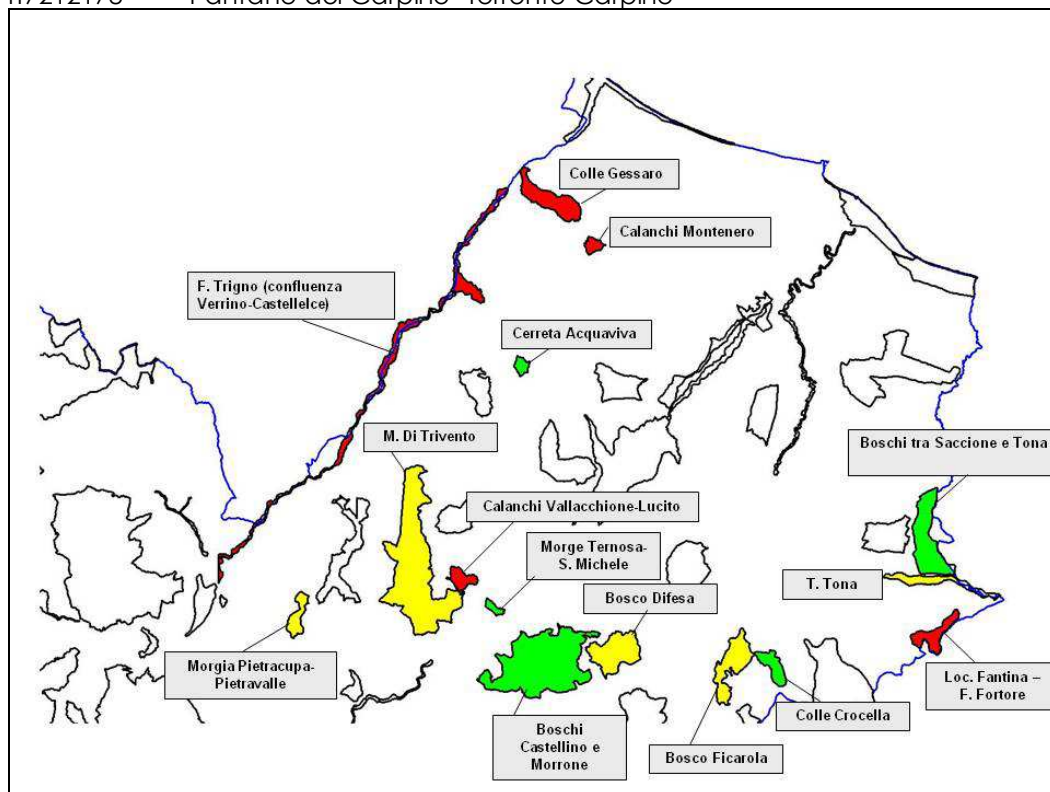 Colle Gessaro
Calanchi Montenero
F. Trigno (confluenza
Verrino-Castellelce)
Cerreta Acquaviva
M. Di Trivento
Boschi tra Saccione e Tona
Calanchi Vallacchione-Lucito
Morge Ternosa-
S. Michele
T. Tona
Bosco Difesa
Morgia Pietracupa-
Pietravalle
Loc. Fantina –
F. Fortore
Colle Crocella
Boschi
Castellino e
Morrone
Bosco Ficarola